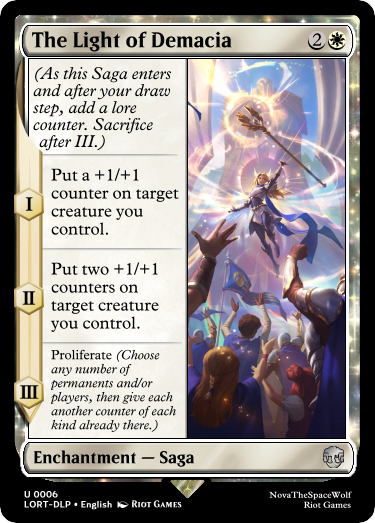 The Light of Demacia 2
(As this Saga enters
and after your draw
step, add a lore
counter. Sacrifice
after III.)
I
Put a +1/+1
counter on target
creature you
control.
II
Put two +1/+1
counters on
target creature
you control.
III
Proliferate (Choose
any number of
permanents and/or
players, then give each
another counter of each
kind already there.)
Enchantment — Saga
U 0006
LORT-DLP • English RIOT GAMES
NovaTheSpaceWolf
Riot Games